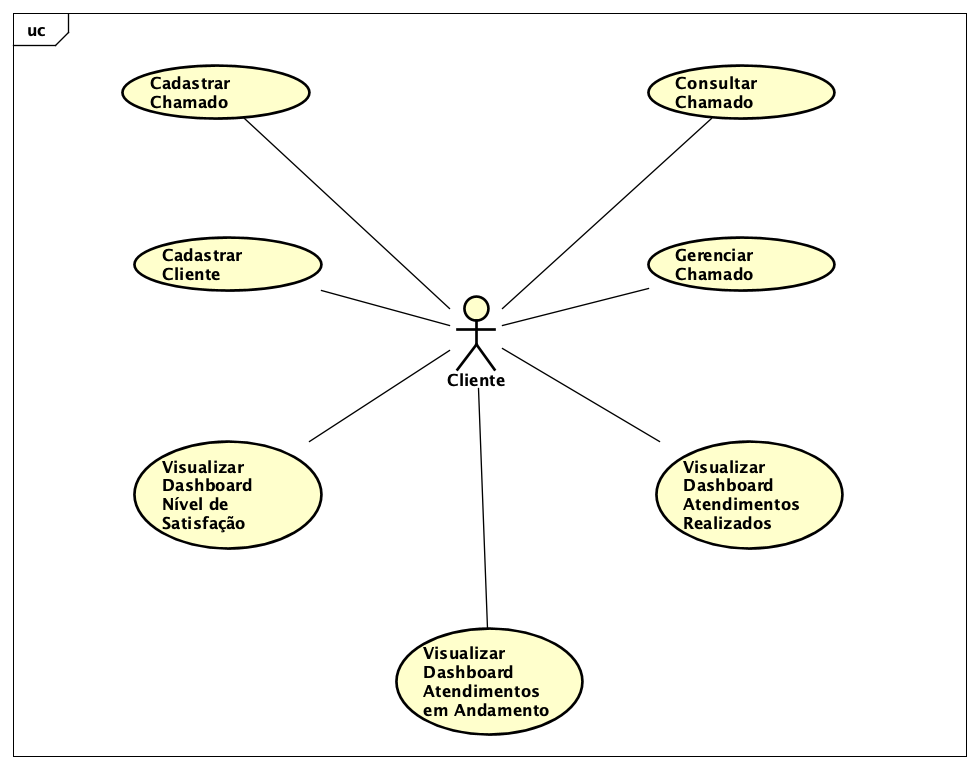 uc
Cadastrar
Chamado
Consultar
Chamado
Cadastrar
Cliente
Gerenciar
Chamado
Cliente
Visualizar
Dashboard
Nível de
Satisfação
Visualizar
Dashboard
Atendimentos
Realizados
Visualizar
Dashboard
Atendimentos
em Andamento